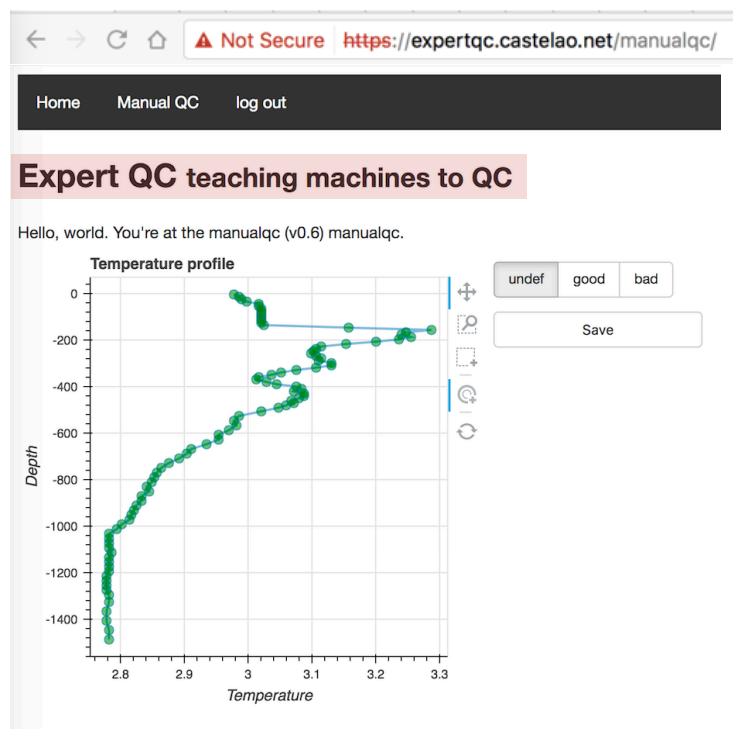 Not Secure https://expertqc.castelao.net/manualqc/
Home Manual QC log out
Expert QC teaching machines to QC
Hello, world. You're at the manualqc (v0.6) manualqc.
Temperature profile
undef good bad
Save
0
-200
-400
-600
-800
-1000
-1200
-1400
Depth
2.8 2.9 3 3.1 3.2 3.3
Temperature